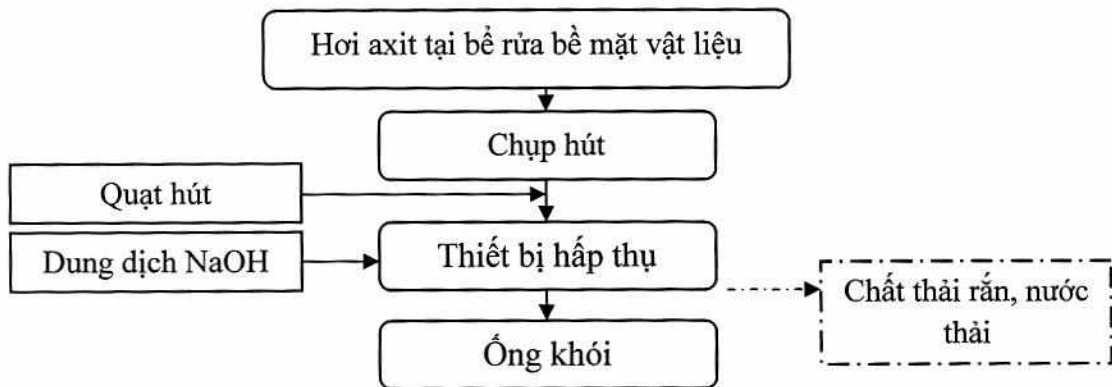 Hơi axit tại bể rửa bề mặt vật liệu
Chụp hút
Quạt hút
Dung dịch NaOH
Thiết bị hấp thụ
Chất thải rắn, nước
thải
Ống khói